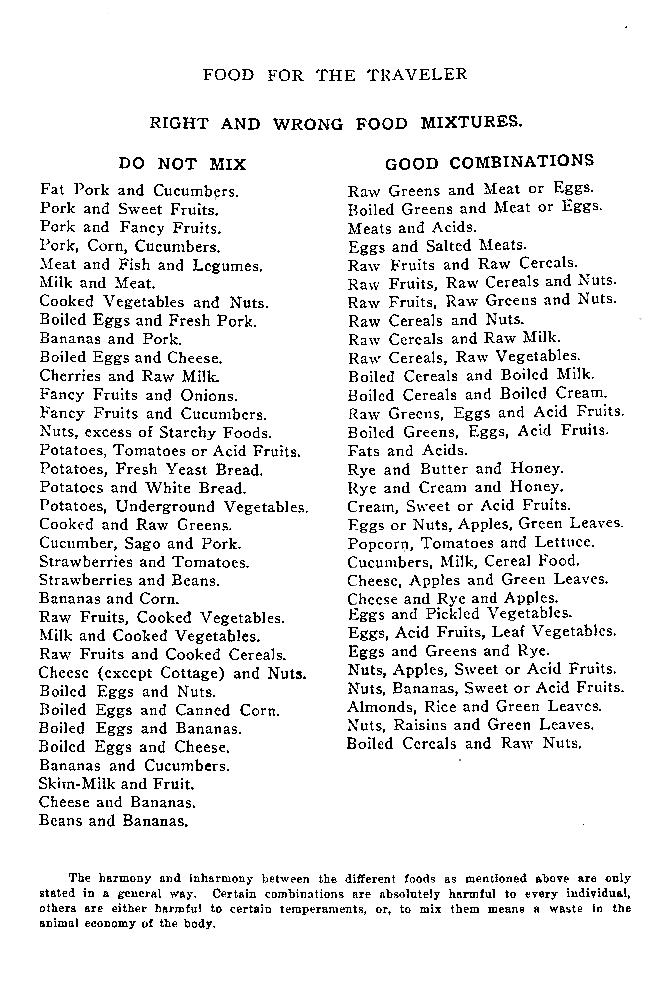 FOOD FOR THE TRAVELER
RIGHT AND WRONG FOOD MIXTURES.
DO NOT MIX
Fat Pork and Cucumbers.
Pork and Sweet Fruits.
Pork and Fancy Fruits.
Pork, Corn, Cucumbers.
Meat and Fish and Legumes.
Milk and Meat.
Cooked Vegetables and Nuts.
Boiled Eggs and Fresh Pork.
Bananas and Pork.
Boiled Eggs and Cheese.
Cherries and Raw Milk.
Fancy Fruits and Onions.
Fancy Fruits and Cucumbers.
Nuts, excess of Starchy Foods.
Potatoes, Tomatoes or Acid Fruits.
Potatoes, Fresh Yeast Bread.
Potatoes and White Bread.
Potatoes, Underground Vegetables.
Cooked and Raw Greens.
Cucumber, Sago and Pork.
Strawberries and Tomatoes.
Strawberries and Beans.
Bananas and Corn.
Raw Fruits, Cooked Vegetables.
Milk and Cooked Vegetables.
Raw Fruits and Cooked Cereals.
Cheese (except Cottage) and Nuts.
Boiled Eggs and Nuts.
Boiled Eggs and Canned Corn.
Boiled Eggs and Bananas.
Boiled Eggs and Cheese.
Bananas and Cucumbers.
Skim-Milk and Fruit.
Cheese and Bananas.
Beans and Bananas.
GOOD COMBINATIONS
Raw Greens and Meat or Eggs.
Boiled Greens and Meat or Eggs.
Meats and Acids.
Eggs and Salted Meats.
Raw Fruits and Raw Cereals.
Raw Fruits, Raw Cereals and Nuts.
Raw Fruits, Raw Greens and Nuts.
Raw Cereals and Nuts.
Raw Cereals and Raw Milk.
Raw Cereals, Raw Vegetables.
Boiled Cereals and Boiled Milk.
Boiled Cereals and Boiled Cream.
Raw Greens, Eggs and Acid Fruits.
Boiled Greens, Eggs, Acid Fruits.
Fats and Acids.
Rye and Butter and Honey.
Rye and Cream and Honey.
Cream, Sweet or Acid Fruits.
Eggs or Nuts, Apples, Green Leaves.
Popcorn, Tomatoes and Lettuce.
Cucumbers, Milk, Cereal Food.
Cheese, Apples and Green Leaves.
Cheese and Rye and Apples.
Eggs and Pickled Vegetables.
Eggs, Acid Fruits, Leaf Vegetables.
Eggs and Greens and Rye.
Nuts, Apples, Sweet or Acid Fruits.
Nuts, Bananas, Sweet or Acid Fruits.
Almonds, Rice and Green Leaves.
Nuts, Raisins and Green Leaves.
Boiled Cereals and Raw Nuts.
The harmony and inharmony between the different foods as mentioned above are only
stated in a general way. Certain combinations are absolutely harmful to every individual,
others are either harmful to certain temperaments, or, to mix them means a waste in the
animal economy of the body.